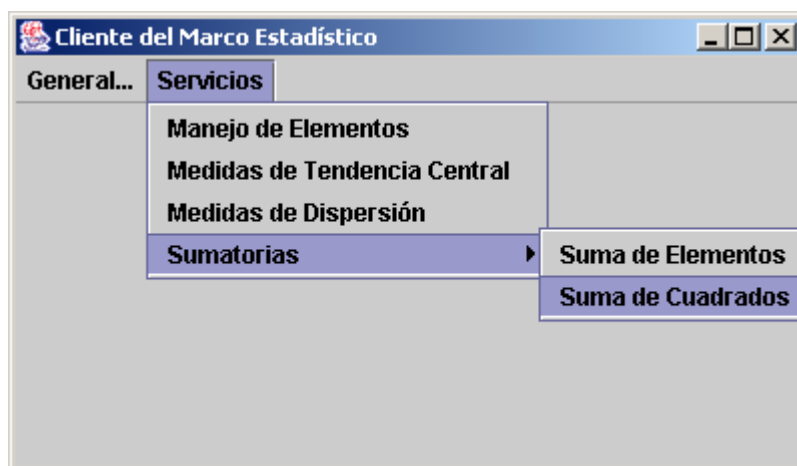 Cliente del Marco Estadístico
General... Servicios
Manejo de Elementos
Medidas de Tendencia Central
Medidas de Dispersión
Sumatorias
Suma de Elementos
Suma de Cuadrados